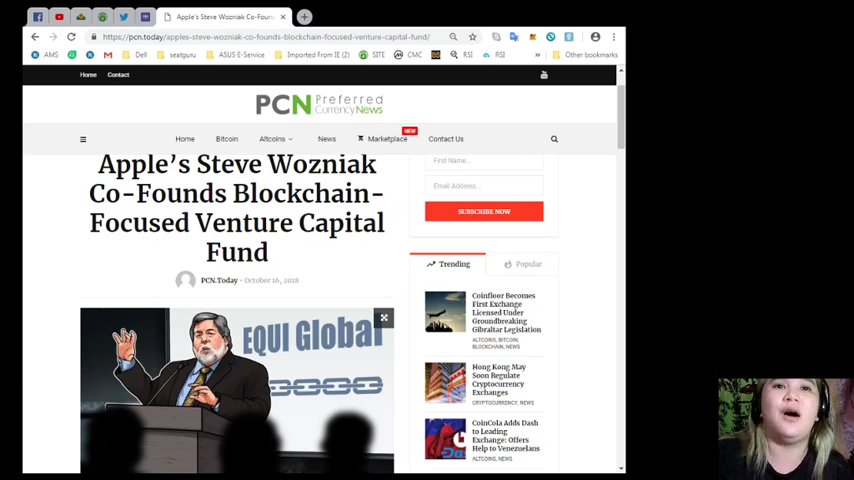 Apple's Steve Wozniak Co-Foun
https://pcn.today/apples-steve-wozniak-co-founds-blockchain-focused-venture-capital-fund/
AMS
Dell
seatguru
ASUS E-Service
Imported From IE (2)
SITE
CMC
RSI
RSI
»
Other bookmarks
Home
Contact
PCN Preferred
CurrencyNews
Home
Bitcoin
Altcoins
News
NEW
Marketplace
Contact Us
Apple's Steve Wozniak
Co-Founds Blockchain-
Focused Venture Capital
Fund
PCN.Today - October 16, 2018
EQUI Global
First Name...
Email Address...
SUBSCRIBE NOW
Trending
Popular
Coinfloor Becomes
First Exchange
Licensed Under
Groundbreaking
Gibraltar Legislation
ALTCOINS, BITCOIN,
BLOCKCHAIN, NEWS
Hong Kong May
Soon Regulate
Cryptocurrency
Exchanges
CRYPTOCURRENCY, NEWS
CoinCola Adds Dash
to Leading
Exchange: Offers
Help to Venezuelans
ALTCOINS, NEWS